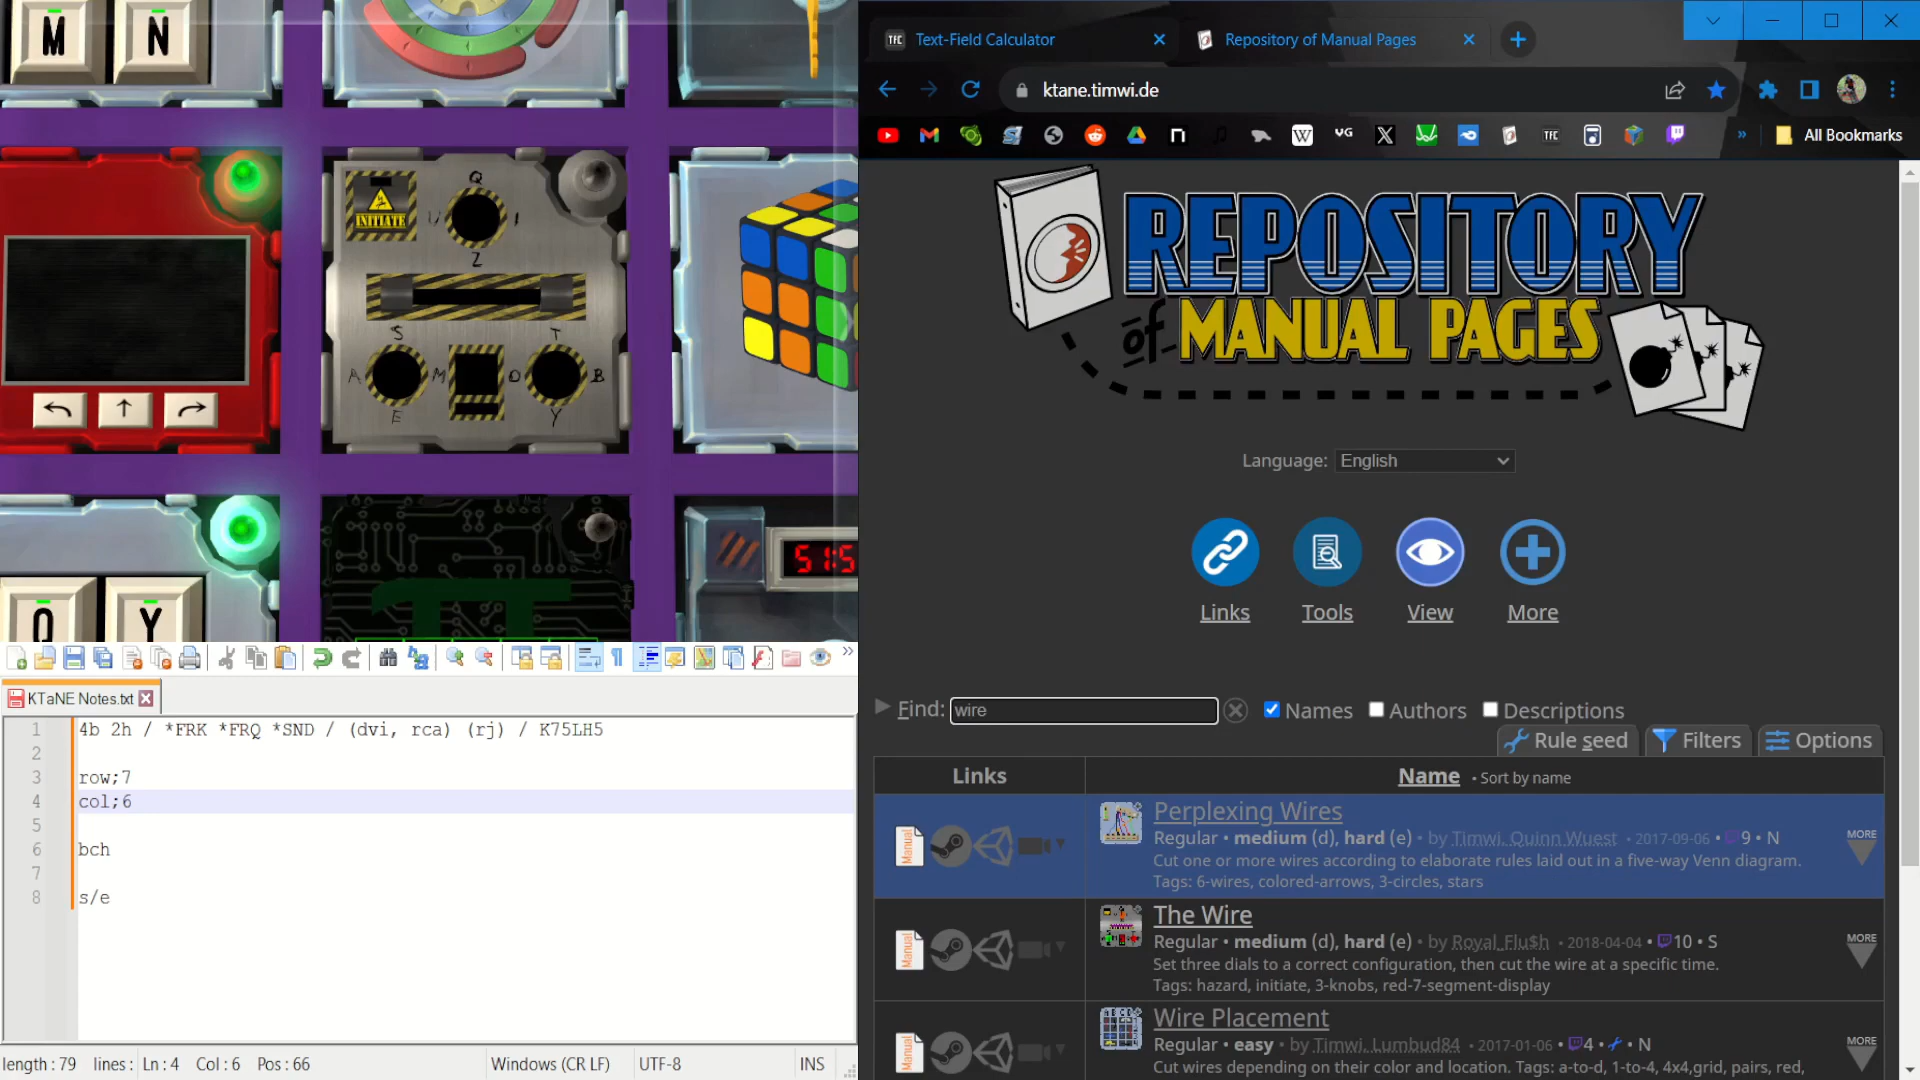 M
N
Q
U
I
INITIATE
Z
S
T
A
M
O
B
E
Y
51:5
Q
Y
KTaNE Notes.txt
1
4b 2h / *FRK *FRQ *SND / (dvi, rca) (rj) / K75LH5
2
3
row;7
4
col;6
5
6
bch
7
8
s/e
length : 79
lines :
Ln : 4
Col : 6
Pos : 66
Windows (CR LF)
UTF-8
INS
TFC
Text-Field Calculator
Repository of Manual Pages
ktane.timwi.de
W
VG
X
TFC
»
All Bookmarks
REPOSITORY
of MANUAL PAGES
Language:
English
Links
Tools
View
More
Find:
wire
Names
Authors
Descriptions
Rule seed
Filters
Options
Links
Name
• Sort by name
Manual
Perplexing Wires
Regular • medium (d), hard (e) • by Timwi, Quinn Wuest • 2017-09-06 • 9 • N
Cut one or more wires according to elaborate rules laid out in a five-way Venn diagram.
Tags: 6-wires, colored-arrows, 3-circles, stars
MORE
Manual
The Wire
Regular • medium (d), hard (e) • by Royal_Flu$h • 2018-04-04 • 10 • S
Set three dials to a correct configuration, then cut the wire at a specific time.
Tags: hazard, initiate, 3-knobs, red-7-segment-display
MORE
Manual
Wire Placement
Regular • easy • by Timwi, Lumbud84 • 2017-01-06 • 4 • • N
Cut wires depending on their color and location. Tags: a-to-d, 1-to-4, 4x4,grid, pairs, red,
MORE